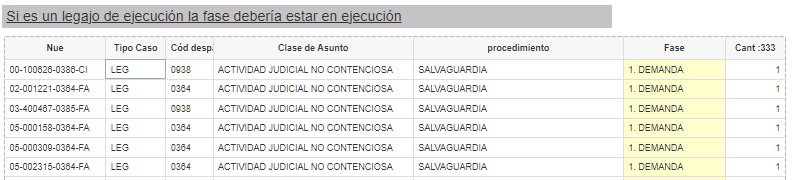 Si es un legajo de ejecución la fase debería estar en ejecución
Nue Tipo Caso Cód despa Clase de Asunto procedimiento Fase Cant :333
00-100626-0386-CI LEG 0938 ACTIVIDAD JUDICIAL NO CONTENCIOSA SALVAGUARDIA 1. DEMANDA 1
02-001221-0364-FA LEG 0364 ACTIVIDAD JUDICIAL NO CONTENCIOSA SALVAGUARDIA 1. DEMANDA 1
03-400467-0385-FA LEG 0938 ACTIVIDAD JUDICIAL NO CONTENCIOSA SALVAGUARDIA 1. DEMANDA 1
05-000158-0364-FA LEG 0364 ACTIVIDAD JUDICIAL NO CONTENCIOSA SALVAGUARDIA 1. DEMANDA 1
05-000309-0364-FA LEG 0364 ACTIVIDAD JUDICIAL NO CONTENCIOSA SALVAGUARDIA 1. DEMANDA 1
05-002315-0364-FA LEG 0364 ACTIVIDAD JUDICIAL NO CONTENCIOSA SALVAGUARDIA 1. DEMANDA 1